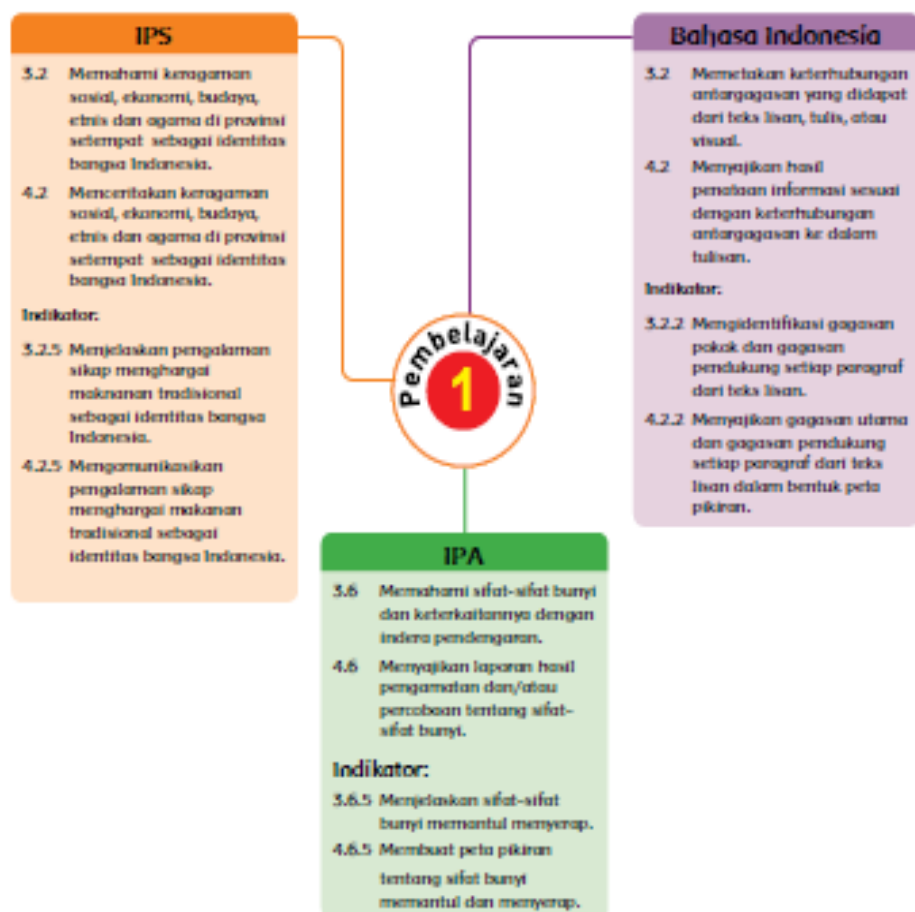 IPS
3.2 Memahami keragaman
sosial, ekonomi, budaya,
etnis dan agama di provinsi
setempat sebagai identitas
bangsa Indonesia.
4.2 Menceritakan keragaman
sosial, ekonomi, budaya,
etnis dan agama di provinsi
setempat sebagai identitas
bangsa Indonesia.
Indikator:
3.2.5 Menjelaskan pengalaman
sikap menghargai
maknanan tradisional
sebagai identitas bangsa
Indonesia.
4.2.5 Mengomunikasikan
pengalaman sikap
menghargai makanan
tradisional sebagai
identitas bangsa Indonesia.
Bahasa Indonesia
3.2 Memetakan keterhubungan
antargagasan yang didapat
dari teks lisan, tulis, atau
visual.
4.2 Menyajikan hasil
penataan informasi sesuai
dengan keterhubungan
antargagasan ke dalam
tulisan.
Indikator:
3.2.2 Mengidentifikasi gagasan
pokok dan gagasan
pendukung setiap paragraf
dari teks lisan.
4.2.2 Menyajikan gagasan utama
dan gagasan pendukung
setiap paragraf dari teks
lisan dalam bentuk peta
pikiran.
Pembelajaran
1
IPA
3.6 Memahami sifat-sifat bunyi
dan keterkaitannya dengan
indera pendengaran.
4.6 Menyajikan laporan hasil
pengamatan dan/atau
percobaan tentang sifat-
sifat bunyi.
Indikator:
3.6.5 Menjelaskan sifat-sifat
bunyi memantul menyerap.
4.6.5 Membuat peta pikiran
tentang sifat bunyi
memantul dan menyerap.